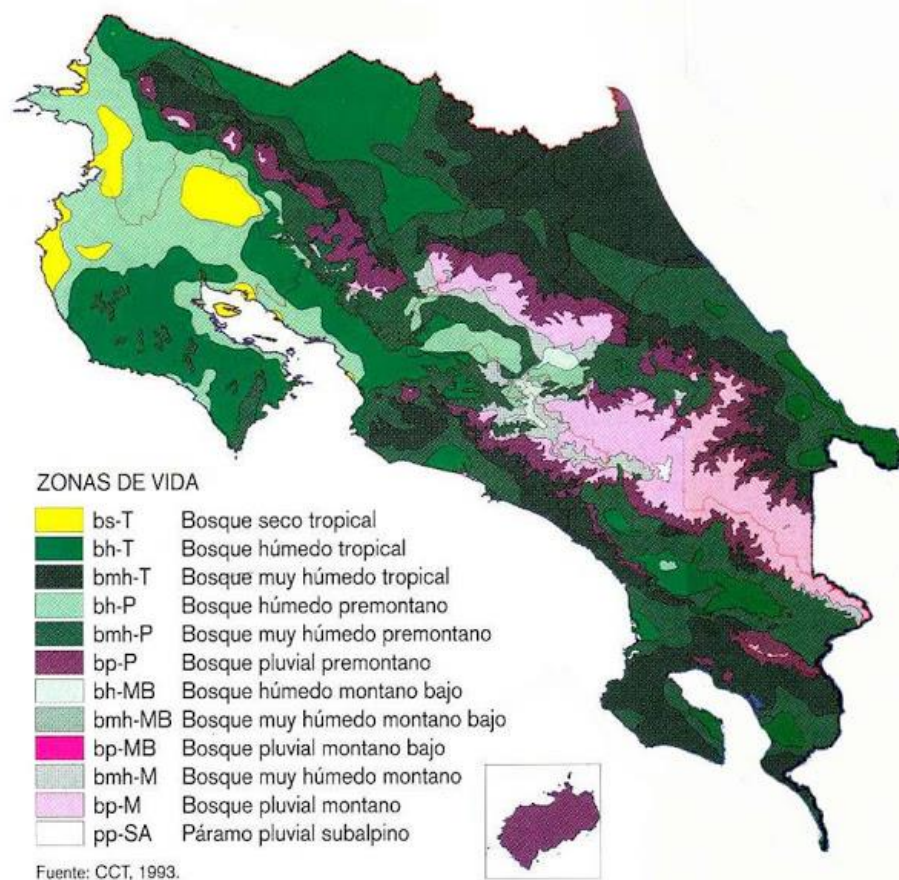 ZONAS DE VIDA
bs-T Bosque seco tropical
bh-T Bosque húmedo tropical
bmh-T Bosque muy húmedo tropical
bh-P Bosque húmedo premontano
bmh-P Bosque muy húmedo premontano
bp-P Bosque pluvial premontano
bh-MB Bosque húmedo montano bajo
bmh-MB Bosque muy húmedo montano bajo
bp-MB Bosque pluvial montano bajo
bmh-M Bosque muy húmedo montano
bp-M Bosque pluvial montano
pp-SA Páramo pluvial subalpino
Fuente: CCT, 1993.